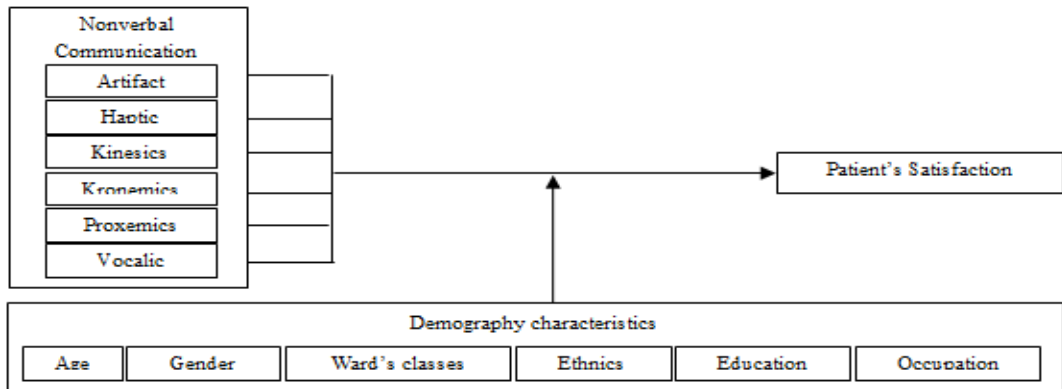 Nonverbal
Communication
Artifact
Haptic
Kinesics
Kronemics
Proxemics
Vocalic
Patient's Satisfaction
Demography characteristics
Age
Gender
Ward's classes
Ethnics
Education
Occupation